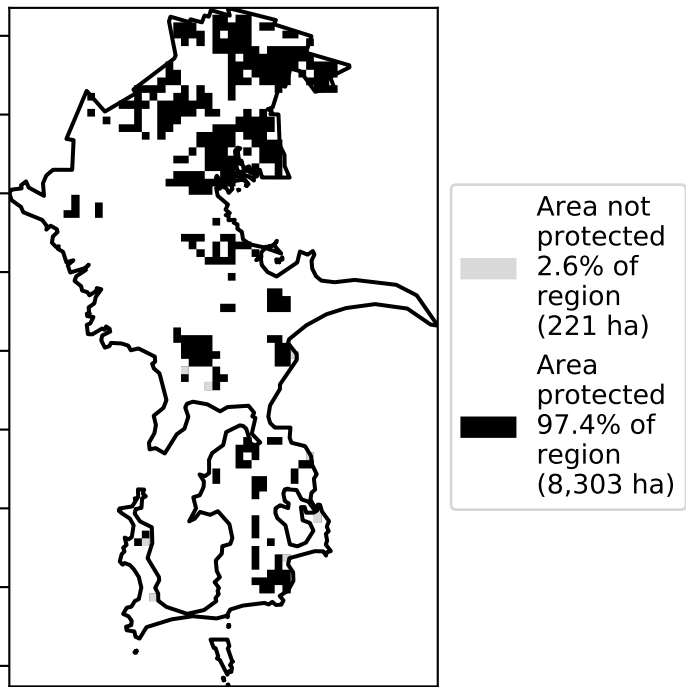 Area not
protected
2.6% of
region
(221 ha)
Area
protected
97.4% of
region
(8,303 ha)